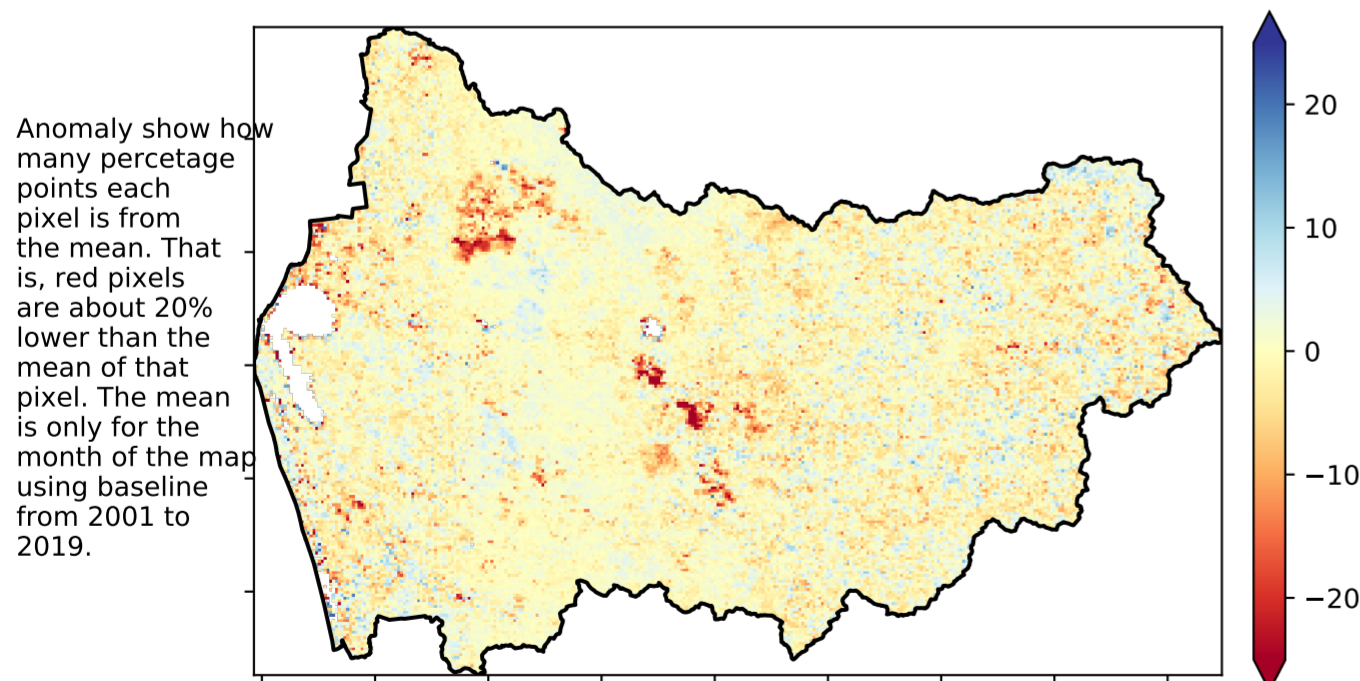 Anomaly show how
many percetage
points each
pixel is from
the mean. That
is, red pixels
are about 20%
lower than the
mean of that
pixel. The mean
is only for the
month of the map
using baseline
from 2001 to
2019.
20
10
0
−10
−20